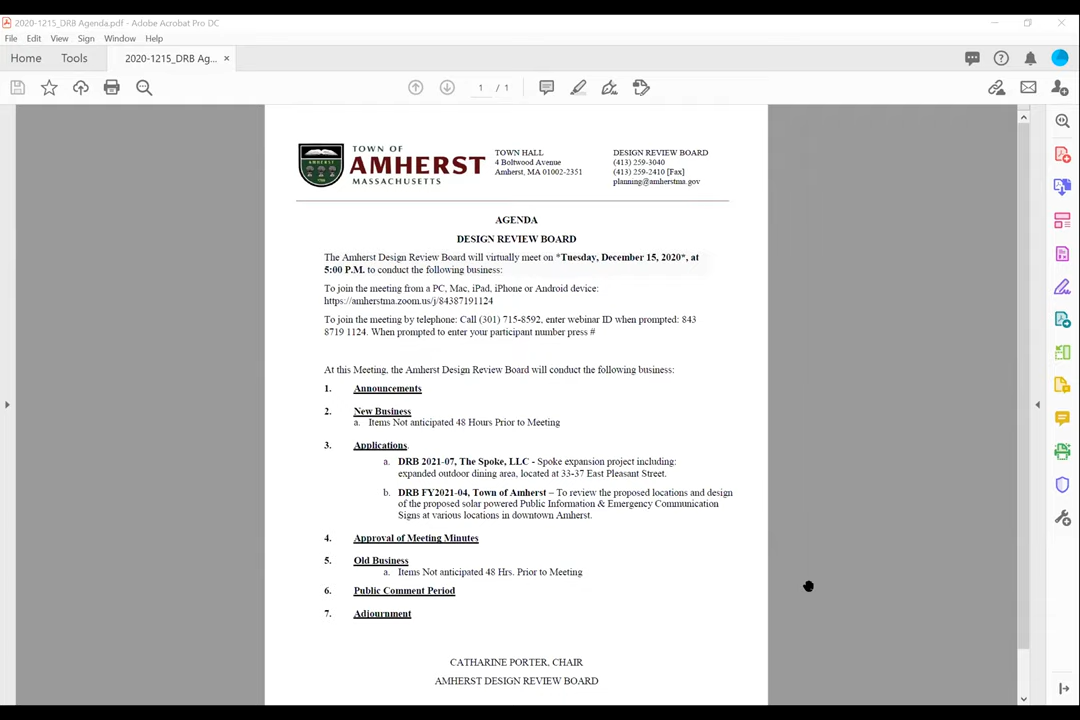 2020-1215_DRB Agenda.pdf - Adobe Acrobat Pro DC
File Edit View Sign Window Help
Home Tools 2020-1215_DRB Ag... ×
1 / 1
TOWN OF
AMHERST
MASSACHUSETTS
TOWN HALL
4 Boltwood Avenue
Amherst, MA 01002-2351
DESIGN REVIEW BOARD
(413) 259-3040
(413) 259-2410 [Fax]
planning@amherstma.gov
AGENDA
DESIGN REVIEW BOARD
The Amherst Design Review Board will virtually meet on *Tuesday, December 15, 2020*, at
5:00 P.M. to conduct the following business:
To join the meeting from a PC, Mac, iPad, iPhone or Android device:
https://amherstma.zoom.us/j/84387191124
To join the meeting by telephone: Call (301) 715-8592, enter webinar ID when prompted: 843
8719 1124. When prompted to enter your participant number press #
At this Meeting, the Amherst Design Review Board will conduct the following business:
1. Announcements
2. New Business
a. Items Not anticipated 48 Hours Prior to Meeting
3. Applications.
a. DRB 2021-07, The Spoke, LLC - Spoke expansion project including:
expanded outdoor dining area, located at 33-37 East Pleasant Street.
b. DRB FY2021-04, Town of Amherst – To review the proposed locations and design
of the proposed solar powered Public Information & Emergency Communication
Signs at various locations in downtown Amherst.
4. Approval of Meeting Minutes
5. Old Business
a. Items Not anticipated 48 Hrs. Prior to Meeting
6. Public Comment Period
7. Adjournment
CATHARINE PORTER, CHAIR
AMHERST DESIGN REVIEW BOARD